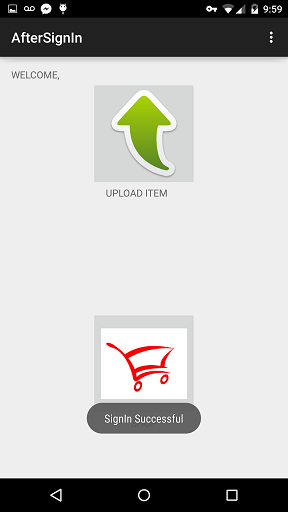 9:59
AfterSignIn
WELCOME,
UPLOAD ITEM
SignIn Successful